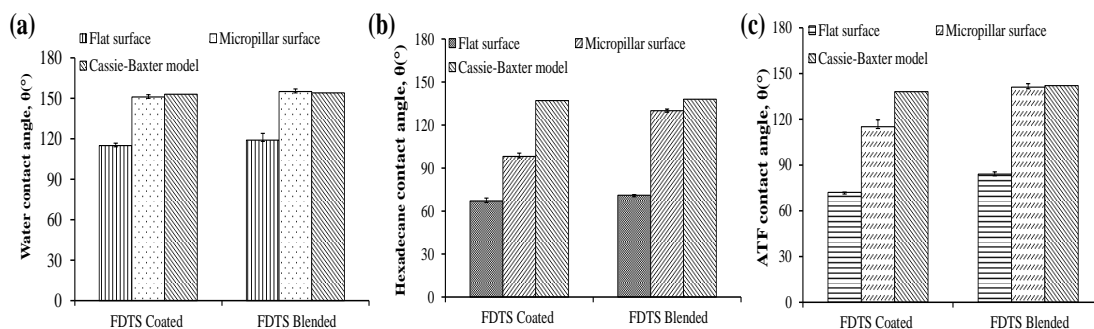 (a)
Flat surface
Micropillar surface
Cassie-Baxter model
Water contact angle, θ(°)
180
150
120
90
60
30
0
FDTS Coated
FDTS Blended
(b)
Flat surface
Micropillar surface
Cassie-Baxter model
Hexadecane contact angle, θ(°)
180
150
120
90
60
30
0
FDTS Coated
FDTS Blended
(c)
Flat surface
Micropillar surface
Cassie-Baxter model
ATF contact angle, θ(°)
180
150
120
90
60
30
0
FDTS Coated
FDTS Blended